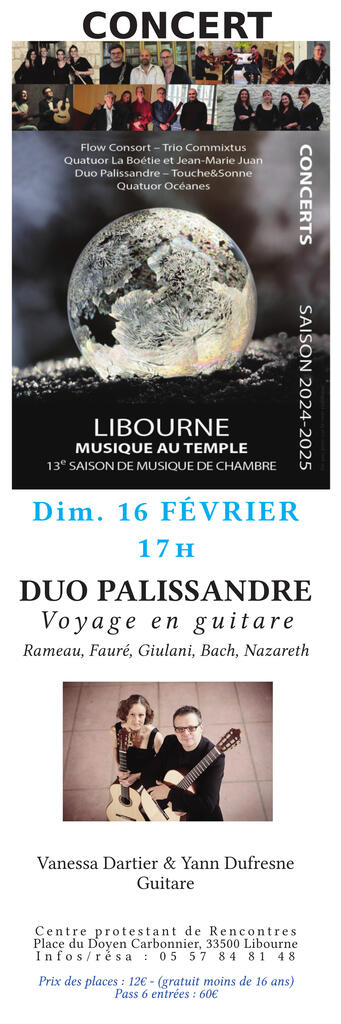 CONCERT
Flow Consort – Trio Commixtus
Quatuor La Boétie et Jean-Marie Juan
Duo Palissandre – Touche&Sonne
Quatuor Océanes
CONCERTS SAISON 2024-2025
LIBOURNE
MUSIQUE AU TEMPLE
13e SAISON DE MUSIQUE DE CHAMBRE
Dim. 16 FÉVRIER
17H
DUO PALISSANDRE
Voyage en guitare
Rameau, Fauré, Giulani, Bach, Nazareth
Vanessa Dartier & Yann Dufresne
Guitare
Centre protestant de Rencontres
Place du Doyen Carbonnier, 33500 Libourne
Infos/résa : 05 57 84 81 48
Prix des places : 12€ - (gratuit moins de 16 ans)
Pass 6 entrées : 60€